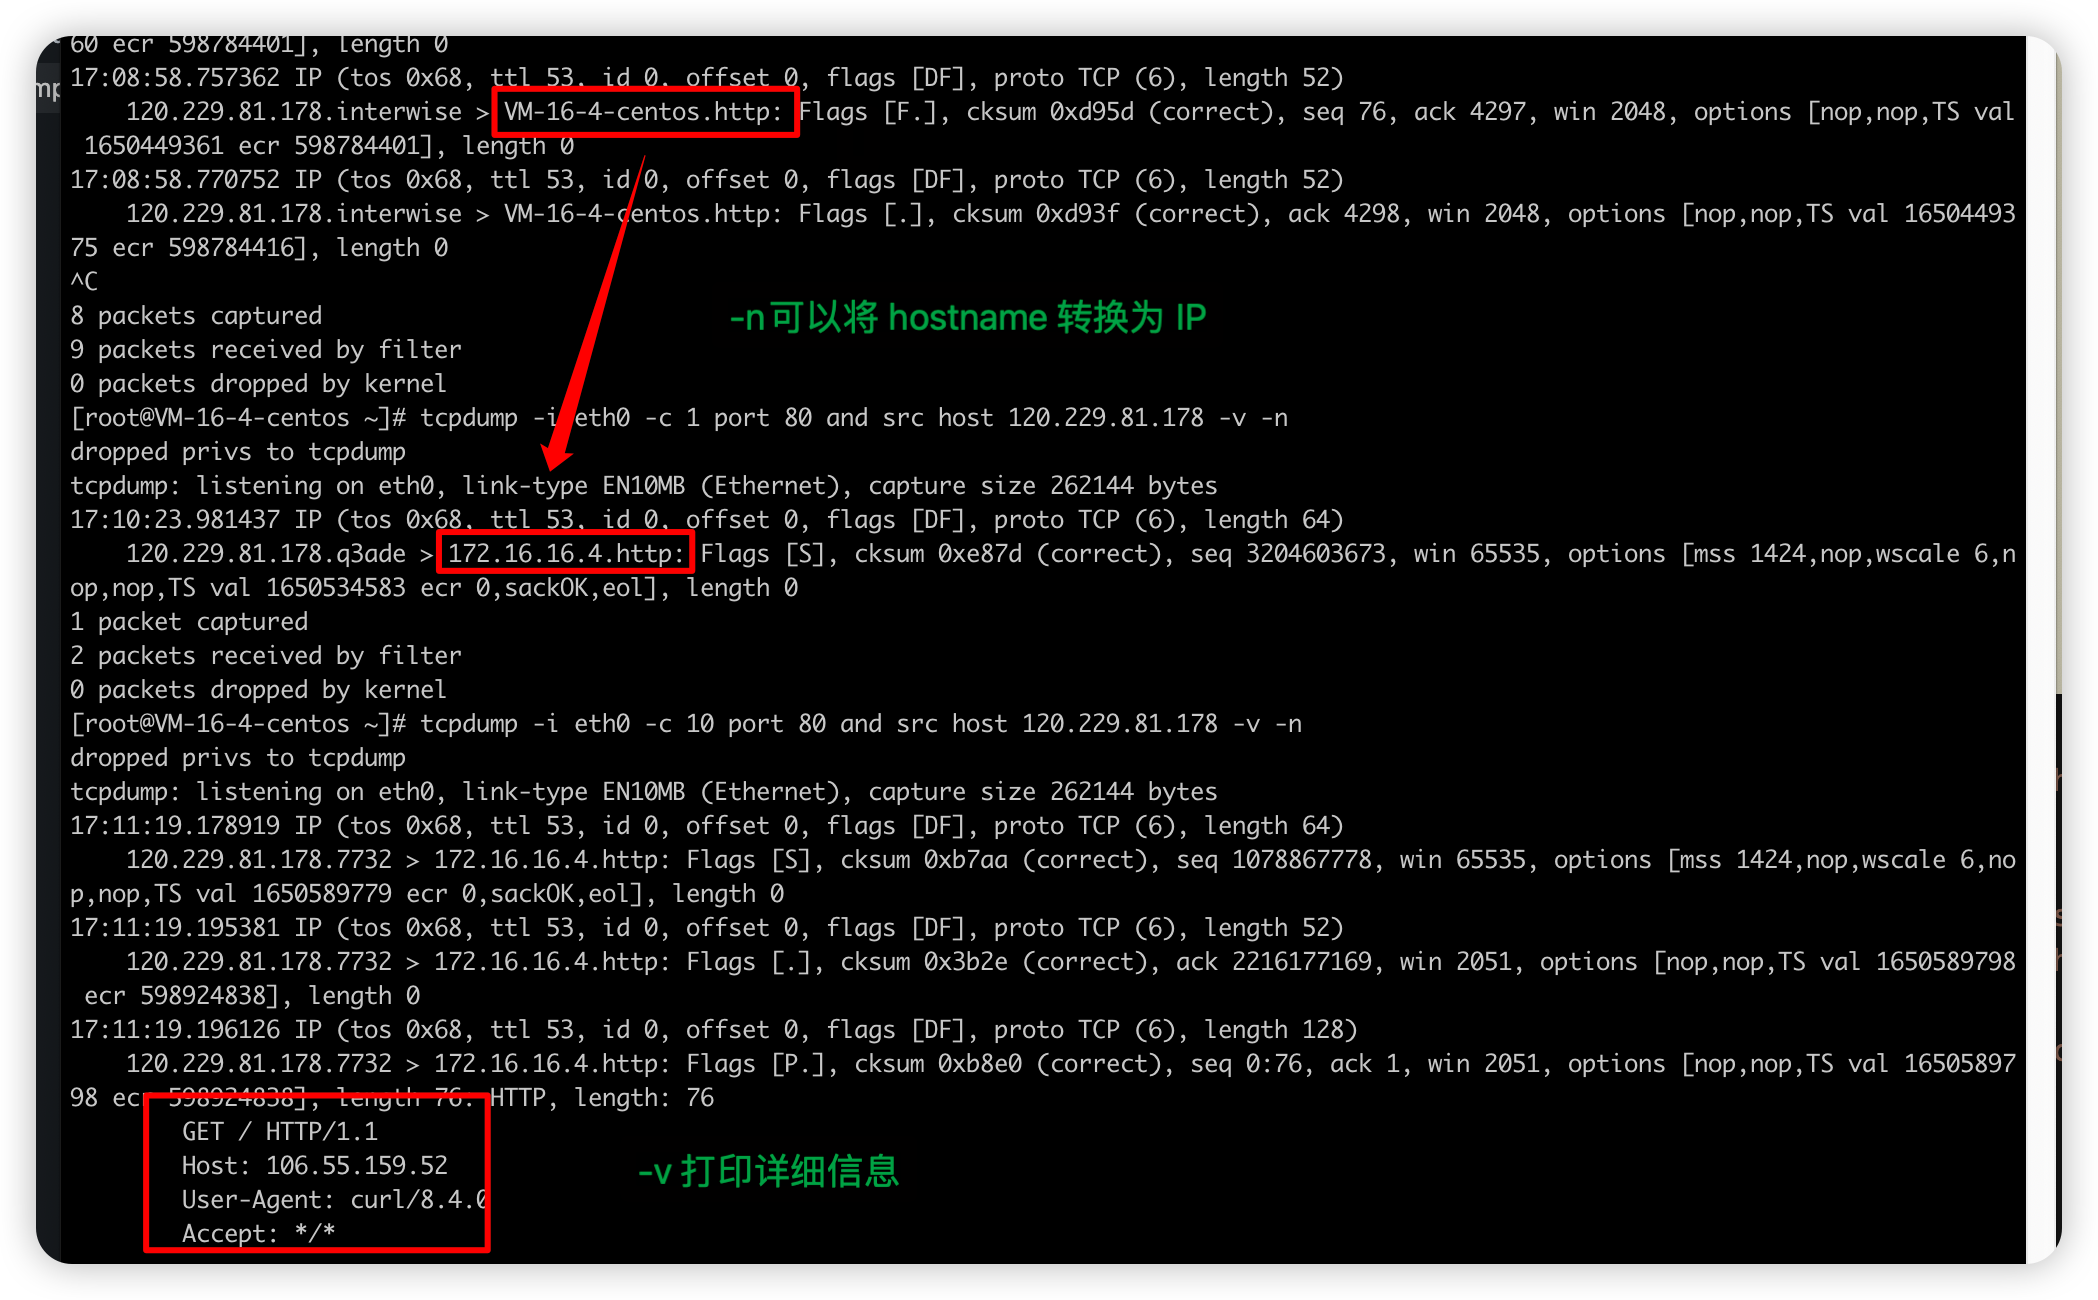 60 ecr 598784401], length 0
17:08:58.757362 IP (tos 0x68, ttl 53, id 0, offset 0, flags [DF], proto TCP (6), length 52)
mp
    120.229.81.178.interwise > VM-16-4-centos.http: Flags [F.], cksum 0xd95d (correct), seq 76, ack 4297, win 2048, options [nop,nop,TS val
 1650449361 ecr 598784401], length 0
17:08:58.770752 IP (tos 0x68, ttl 53, id 0, offset 0, flags [DF], proto TCP (6), length 52)
    120.229.81.178.interwise > VM-16-4-centos.http: Flags [.], cksum 0xd93f (correct), ack 4298, win 2048, options [nop,nop,TS val 16504493
75 ecr 598784416], length 0
^C
8 packets captured
-n可以将 hostname 转换为 IP
9 packets received by filter
0 packets dropped by kernel
[root@VM-16-4-centos ~]# tcpdump -i eth0 -c 1 port 80 and src host 120.229.81.178 -v -n
dropped privs to tcpdump
tcpdump: listening on eth0, link-type EN10MB (Ethernet), capture size 262144 bytes
17:10:23.981437 IP (tos 0x68, ttl 53, id 0, offset 0, flags [DF], proto TCP (6), length 64)
    120.229.81.178.q3ade > 172.16.16.4.http: Flags [S], cksum 0xe87d (correct), seq 3204603673, win 65535, options [mss 1424,nop,wscale 6,n
op,nop,TS val 1650534583 ecr 0,sackOK,eol], length 0
1 packet captured
2 packets received by filter
0 packets dropped by kernel
[root@VM-16-4-centos ~]# tcpdump -i eth0 -c 10 port 80 and src host 120.229.81.178 -v -n
dropped privs to tcpdump
tcpdump: listening on eth0, link-type EN10MB (Ethernet), capture size 262144 bytes
17:11:19.178919 IP (tos 0x68, ttl 53, id 0, offset 0, flags [DF], proto TCP (6), length 64)
    120.229.81.178.7732 > 172.16.16.4.http: Flags [S], cksum 0xb7aa (correct), seq 1078867778, win 65535, options [mss 1424,nop,wscale 6,no
p,nop,TS val 1650589779 ecr 0,sackOK,eol], length 0
17:11:19.195381 IP (tos 0x68, ttl 53, id 0, offset 0, flags [DF], proto TCP (6), length 52)
    120.229.81.178.7732 > 172.16.16.4.http: Flags [.], cksum 0x3b2e (correct), ack 2216177169, win 2051, options [nop,nop,TS val 1650589798
 ecr 598924838], length 0
17:11:19.196126 IP (tos 0x68, ttl 53, id 0, offset 0, flags [DF], proto TCP (6), length 128)
    120.229.81.178.7732 > 172.16.16.4.http: Flags [P.], cksum 0xb8e0 (correct), seq 0:76, ack 1, win 2051, options [nop,nop,TS val 16505897
98 ecr 598924838], length 76: HTTP, length: 76
        GET / HTTP/1.1
        Host: 106.55.159.52
-v 打印详细信息
        User-Agent: curl/8.4.0
        Accept: */*